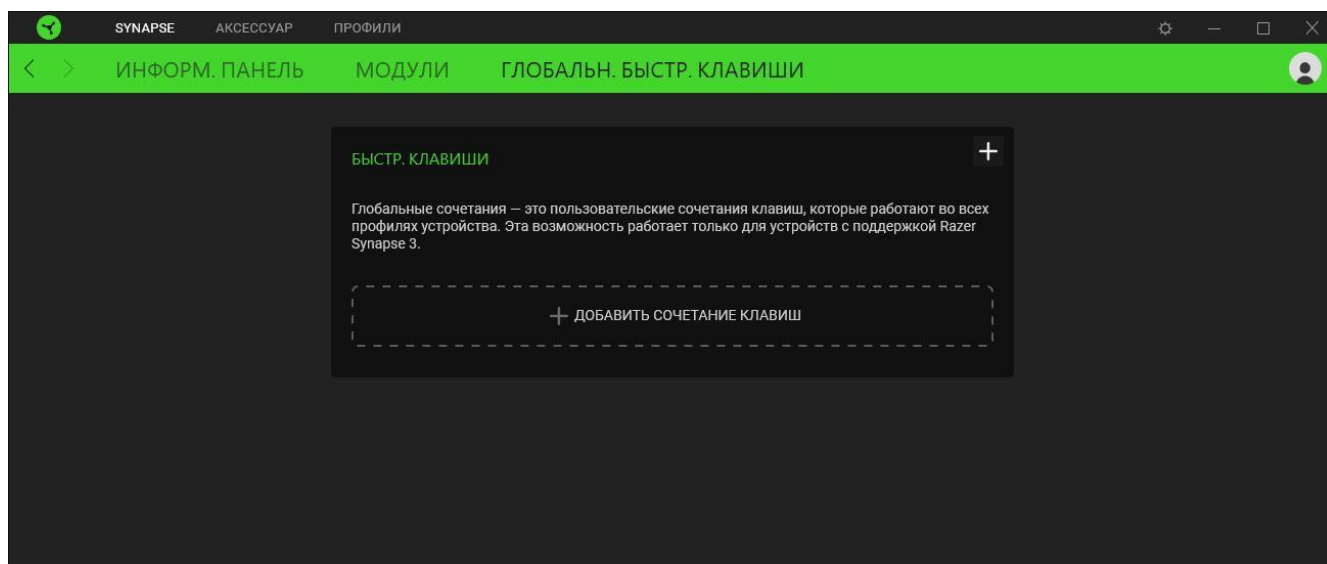 SYNAPSE АКСЕССУАР ПРОФИЛИ
ИНФОРМ. ПАНЕЛЬ МОДУЛИ ГЛОБАЛЬН. БЫСТР. КЛАВИШИ
БЫСТР. КЛАВИШИ
Глобальные сочетания — это пользовательские сочетания клавиш, которые работают во всех
профилях устройства. Эта возможность работает только для устройств с поддержкой Razer
Synapse 3.
ДОБАВИТЬ СОЧЕТАНИЕ КЛАВИШ